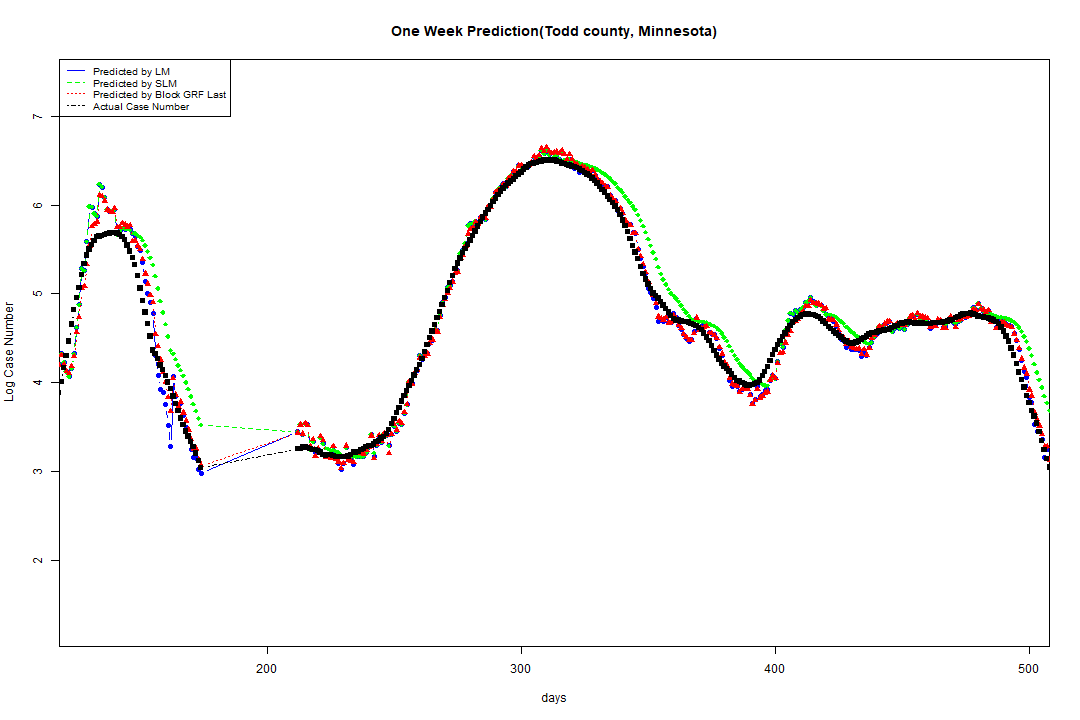 One Week Prediction(Todd county, Minnesota)
Predicted by LM
Predicted by SLM
Predicted by Block GRF Last
Actual Case Number
Log Case Number
7
6
5
4
3
2
200 300 400 500
days